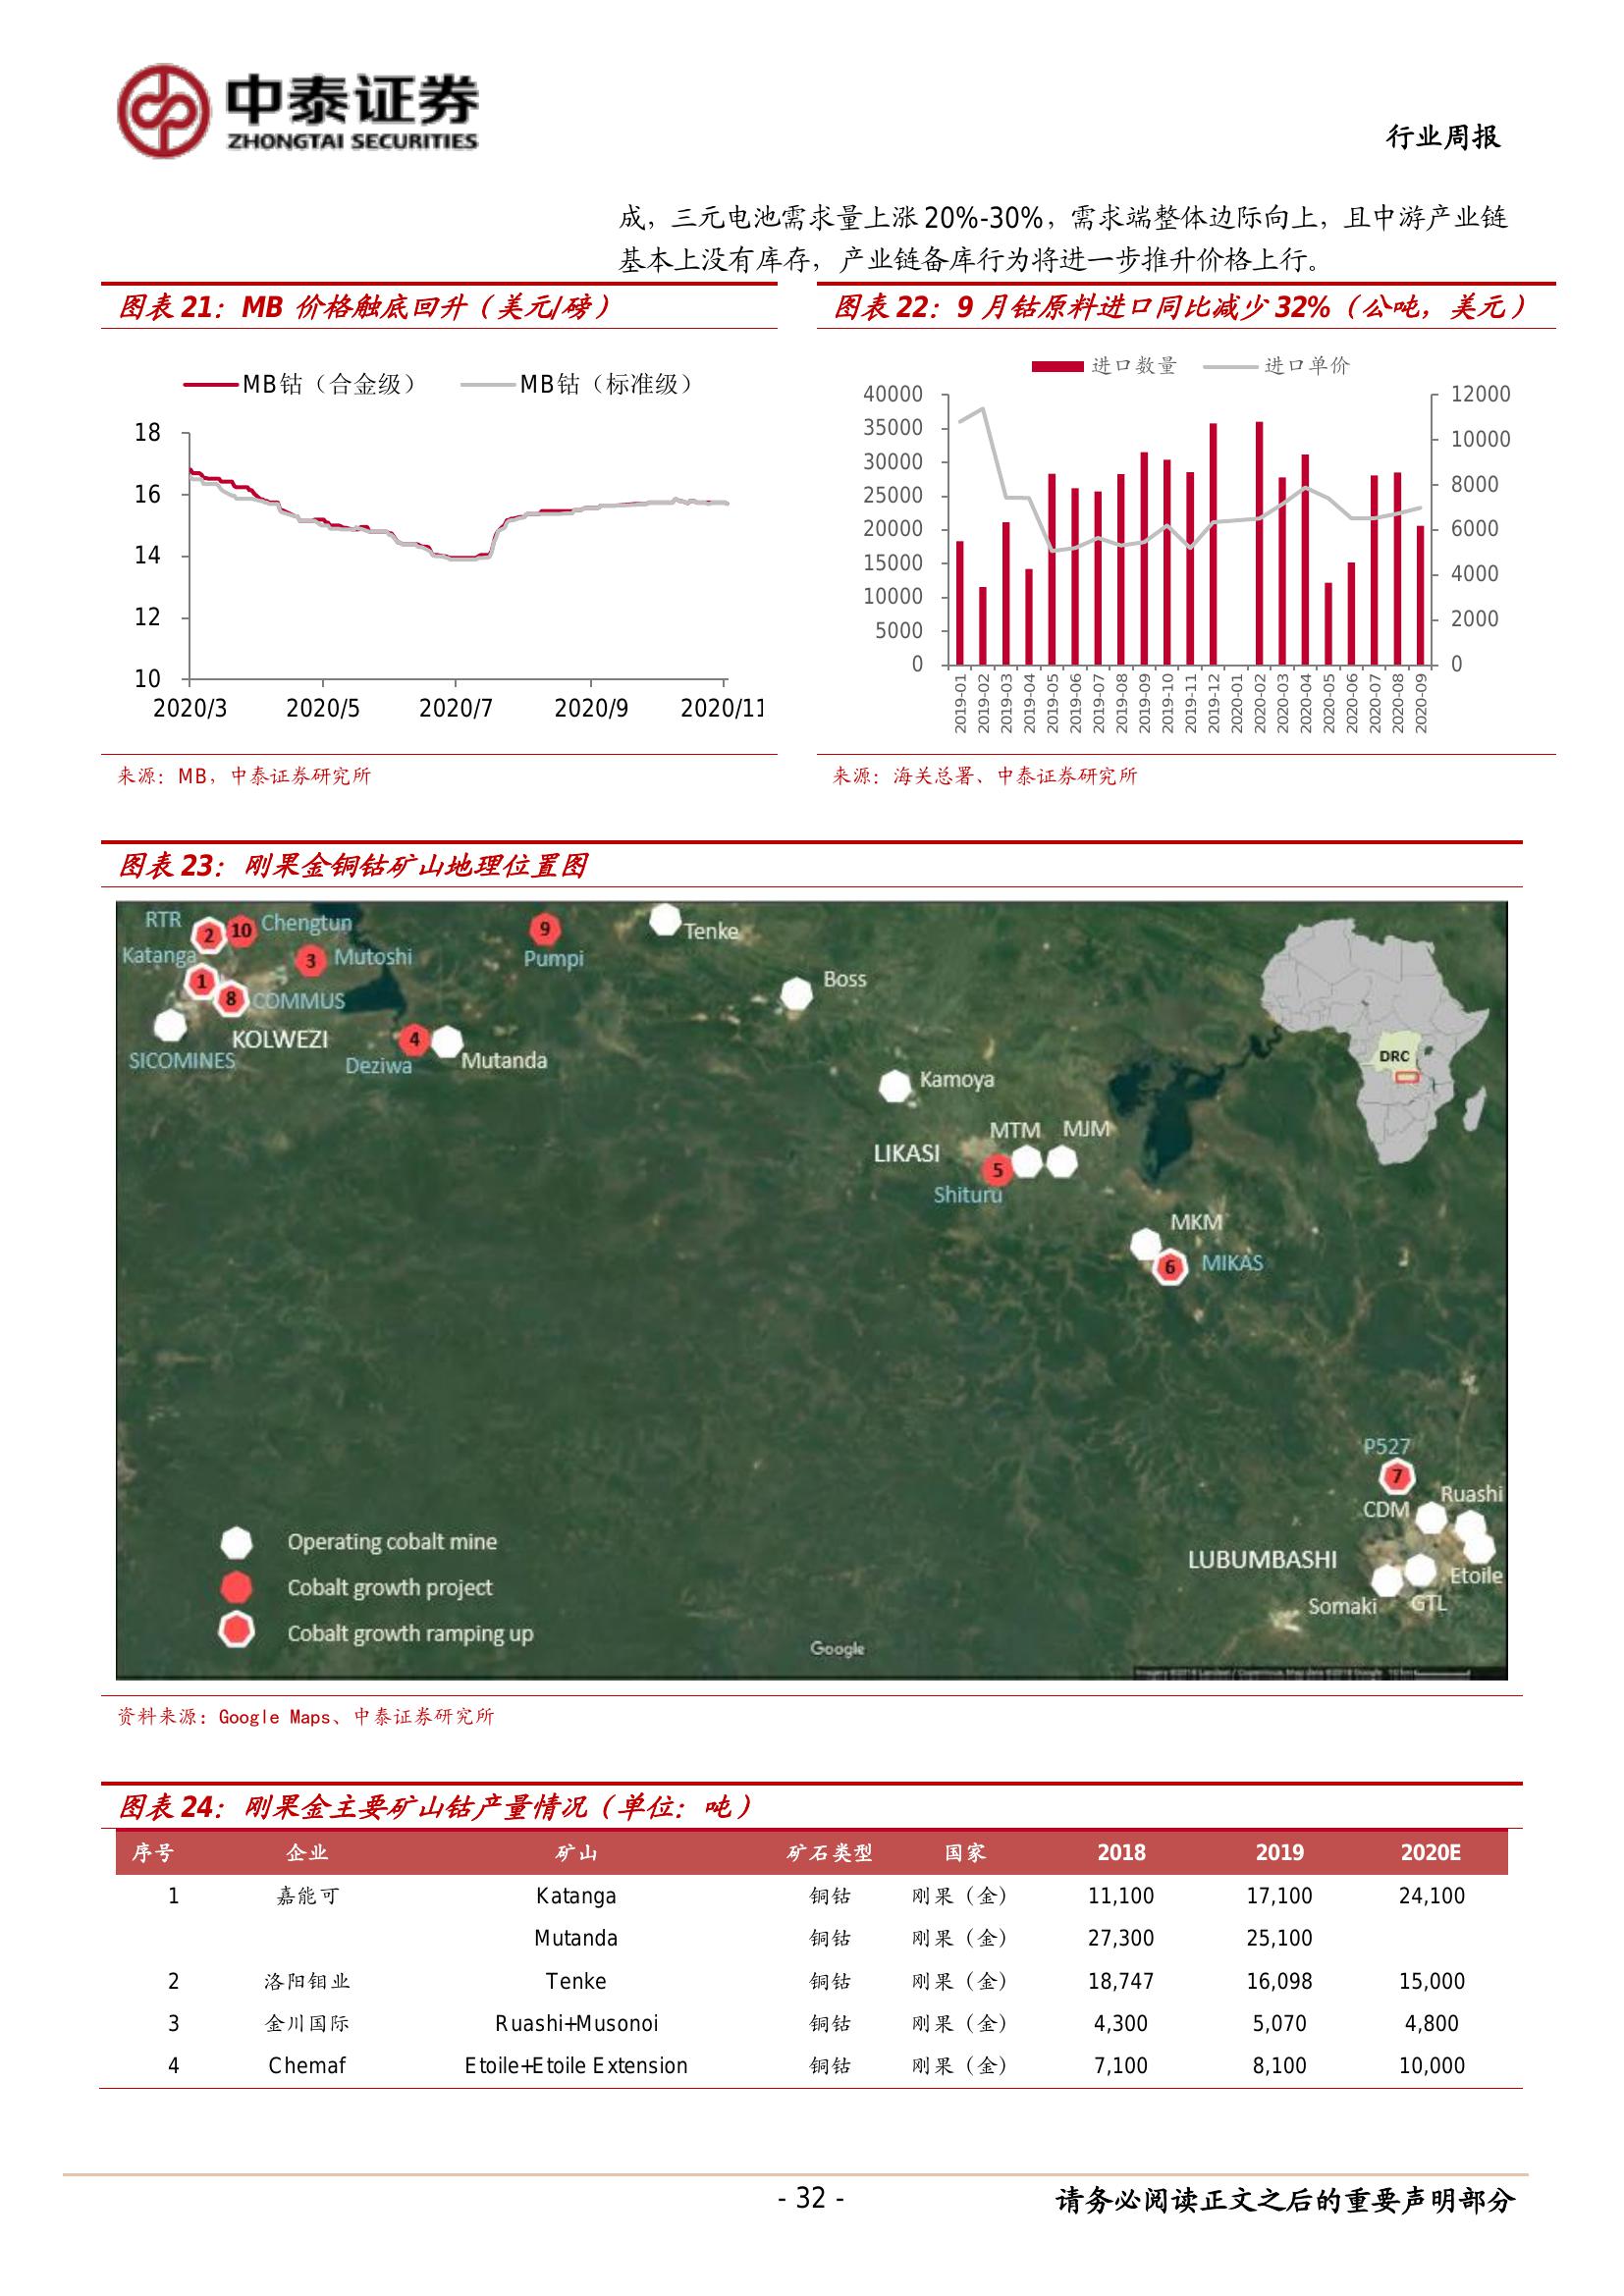 中泰证券
ZHONGTAI SECURITIES
行业周报
成，三元电池需求量上涨 20%-30%，需求端整体边际向上，且中游产业链
基本上没有库存，产业链备库行为将进一步推升价格上行。
图表 21：MB 价格触底回升（美元/磅）
MB钴（合金级） MB钴（标准级）
18
16
14
12
10
2020/3 2020/5 2020/7 2020/9 2020/11
来源：MB，中泰证券研究所
图表 22：9 月钴原料进口同比减少 32%（公吨，美元）
进口数量 进口单价
40000 12000
35000 10000
30000 8000
25000 6000
20000 4000
15000 2000
10000 0
5000
0
2019-01 2019-02 2019-03 2019-04 2019-05 2019-06 2019-07 2019-08 2019-09 2019-10 2019-11 2019-12 2020-01 2020-02 2020-03 2020-04 2020-05 2020-06 2020-07 2020-08 2020-09
来源：海关总署、中泰证券研究所
图表 23：刚果金铜钴矿山地理位置图
RTR 2 10 Chengtun 9 Tenke
Katanga 3 Mutoshi Pumpi
1 8 COMMUS Boss
KOLWEZI 4
SICOMINES Deziwa Mutanda
DRC
Kamoya
MTM MJM
LIKASI 5
Shituru
MKM
6 MIKAS
P527
7
CDM Ruashi
LUBUMBASHI Etoile
Somaki GTL
Operating cobalt mine
Cobalt growth project
Cobalt growth ramping up
Google
资料来源：Google Maps、中泰证券研究所
图表 24：刚果金主要矿山钴产量情况（单位：吨）
序号 企业 矿山 矿石类型 国家 2018 2019 2020E
1 嘉能可 Katanga 铜钴 刚果（金） 11,100 17,100 24,100
Mutanda 铜钴 刚果（金） 27,300 25,100
2 洛阳钼业 Tenke 铜钴 刚果（金） 18,747 16,098 15,000
3 金川国际 Ruashi+Musonoi 铜钴 刚果（金） 4,300 5,070 4,800
4 Chemaf Etoile+Etoile Extension 铜钴 刚果（金） 7,100 8,100 10,000
- 32 -
请务必阅读正文之后的重要声明部分